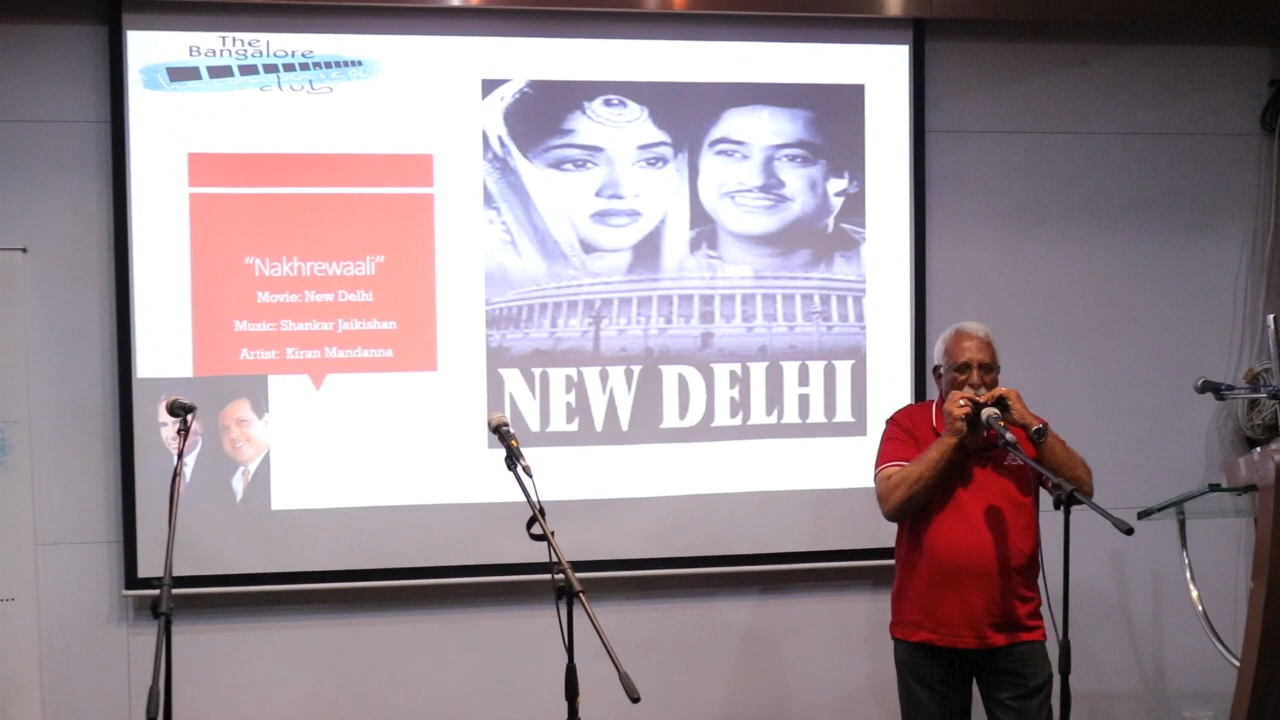 The
Bangalore
club
“Nakhrewaali”
Movie: New Delhi
Music: Shankar Jaikishan
Artist: Kiran Mandanna
NEW DELHI